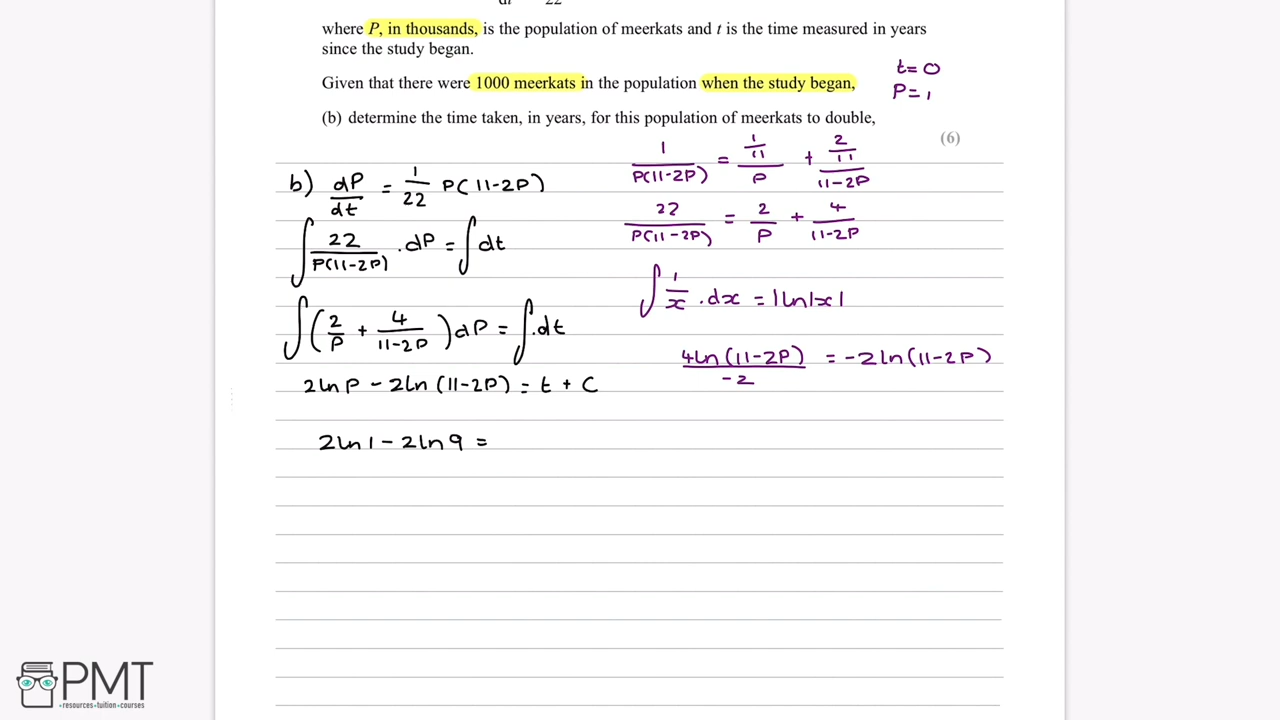 dt 22
where P, in thousands, is the population of meerkats and t is the time measured in years
since the study began.
t=0
Given that there were 1000 meerkats in the population when the study began,
P=1
(b) determine the time taken, in years, for this population of meerkats to double,
(6)
1/(P(11-2P)) = (1/11)/P + (2/11)/(11-2P)
b) dP/dt = 1/22 P(11-2P)
22/(P(11-2P)) = 2/P + 4/(11-2P)
∫ 22/(P(11-2P)) .dP = ∫dt
∫ 1/x .dx = 1ln|x|
∫(2/P + 4/(11-2P))dP = ∫.dt
4ln(11-2P)/-2 = -2ln(11-2P)
2lnP - 2ln(11-2P) = t + C
2ln1 - 2ln9 =
PMT
resources•tuition•courses